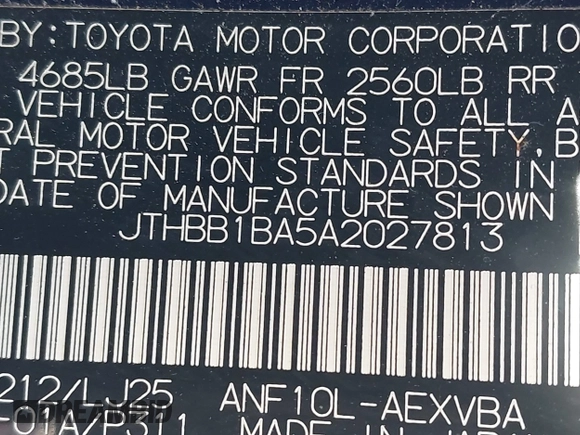 BY: TOYOTA MOTOR CORPORATIO
4685LB GAWR FR 2560LB RR
VEHICLE CONFORMS TO ALL A
RAL MOTOR VEHICLE SAFETY, B
T PREVENTION STANDARDS IN
DATE OF MANUFACTURE SHOWN
JTHBB1BA5A2027813
212/LJ25 ANF10L-AEXVBA